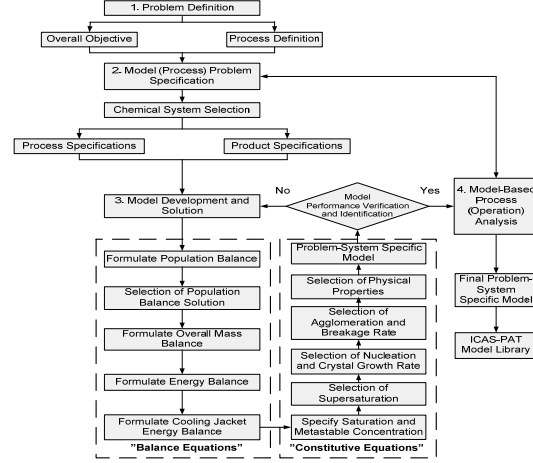 1. Problem Definition
Overall Objective
Process Definition
2. Model (Process) Problem
Specification
Chemical System Selection
Process Specifications
Product Specifications
3. Model Development and
Solution
No
Model
Performance Verification
and Identification
Yes
4. Model-Based
Process
(Operation)
Analysis
Formulate Population Balance
Selection of Population
Balance Solution
Formulate Overall Mass
Balance
Formulate Energy Balance
Formulate Cooling Jacket
Energy Balance
"Balance Equations"
Problem-System Specific
Model
Selection of Physical
Properties
Selection of
Agglomeration and
Breakage Rate
Selection of Nucleation
and Crystal Growth Rate
Selection of
Supersaturation
Specify Saturation and
Metastable Concentration
"Constitutive Equations"
Final Problem-
System
Specific Model
ICAS-PAT
Model Library